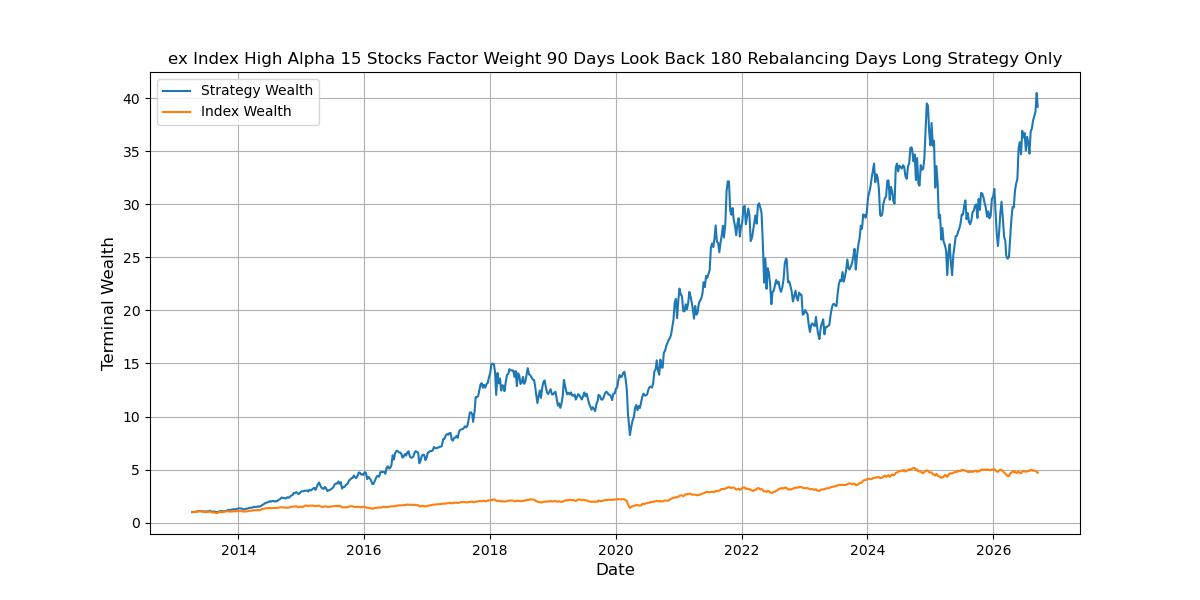 ex Index High Alpha 15 Stocks Factor Weight 90 Days Look Back 180 Rebalancing Days Long Strategy Only
Strategy Wealth
Index Wealth
Terminal Wealth
40
35
30
25
20
15
10
5
0
2014 2016 2018 2020 2022 2024 2026
Date